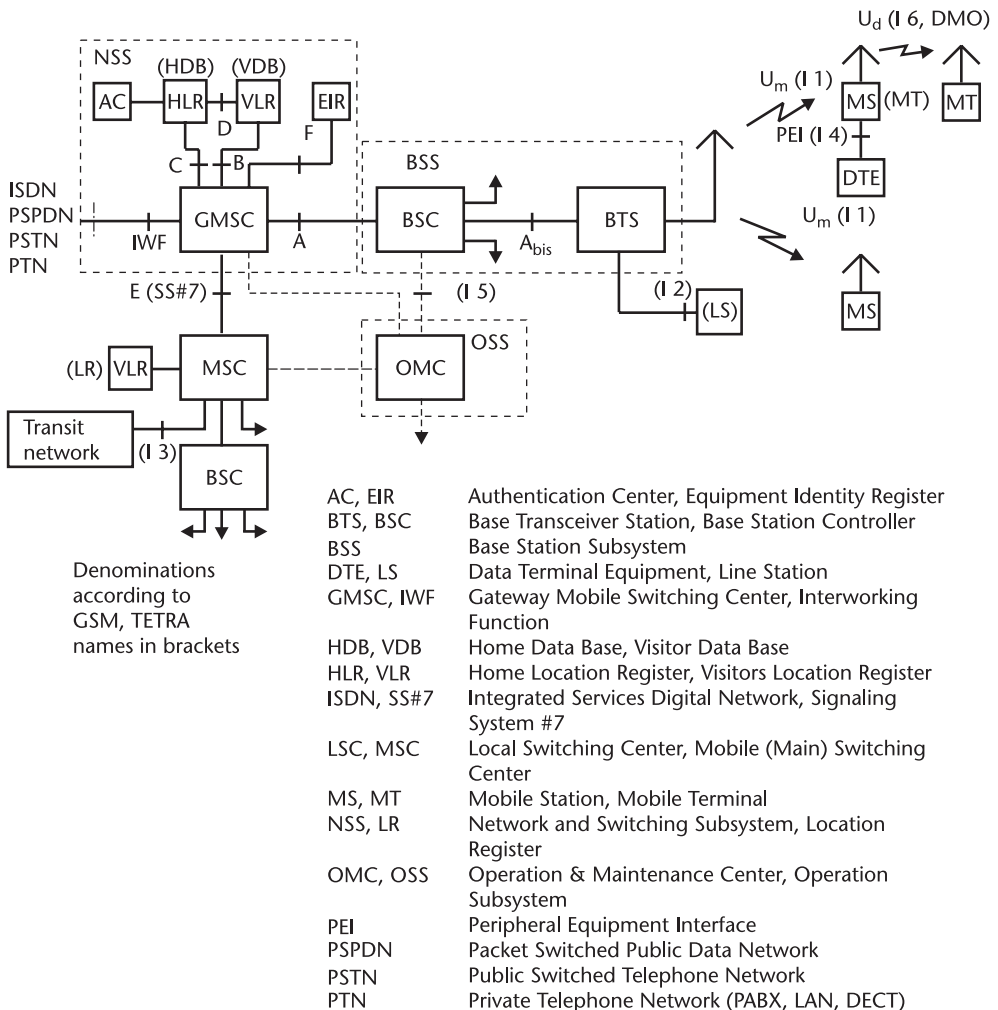 U_d (I 6, DMO)
NSS
(HDB)
(VDB)
U_m (I 1)
AC
HLR
VLR
EIR
MS
(MT)
MT
D
F
PEI (I 4)
C
B
BSS
DTE
ISDN
PSPDN
PSTN
PTN
IWF
GMSC
A
BSC
A_bis
BTS
U_m (I 1)
E (SS#7)
(I 5)
(I 2)
(LS)
MS
OSS
(LR)
VLR
MSC
OMC
Transit
network
(I 3)
BSC
Denominations
according to
GSM, TETRA
names in brackets
AC, EIR Authentication Center, Equipment Identity Register
BTS, BSC Base Transceiver Station, Base Station Controller
BSS Base Station Subsystem
DTE, LS Data Terminal Equipment, Line Station
GMSC, IWF Gateway Mobile Switching Center, Interworking
Function
HDB, VDB Home Data Base, Visitor Data Base
HLR, VLR Home Location Register, Visitors Location Register
ISDN, SS#7 Integrated Services Digital Network, Signaling
System #7
LSC, MSC Local Switching Center, Mobile (Main) Switching
Center
MS, MT Mobile Station, Mobile Terminal
NSS, LR Network and Switching Subsystem, Location
Register
OMC, OSS Operation & Maintenance Center, Operation
Subsystem
PEI Peripheral Equipment Interface
PSPDN Packet Switched Public Data Network
PSTN Public Switched Telephone Network
PTN Private Telephone Network (PABX, LAN, DECT)